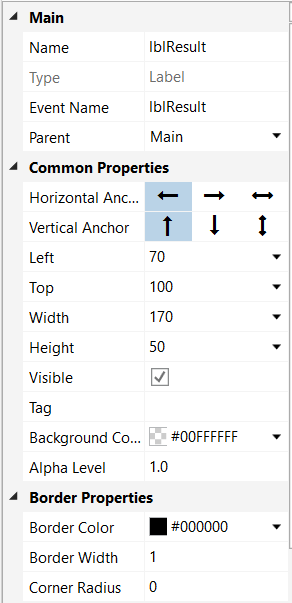 Main
Name lblResult
Type Label
Event Name lblResult
Parent Main
Common Properties
Horizontal Anc...
Vertical Anchor
Left 70
Top 100
Width 170
Height 50
Visible
Tag
Background Co... #00FFFFFF
Alpha Level 1.0
Border Properties
Border Color #000000
Border Width 1
Corner Radius 0